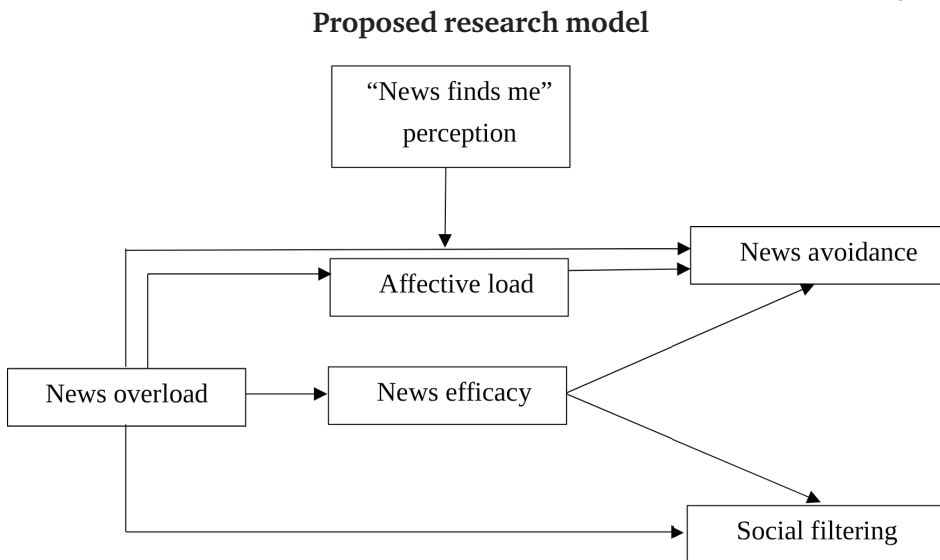 Proposed research model
“News finds me”
perception
News avoidance
Affective load
News overload
News efficacy
Social filtering